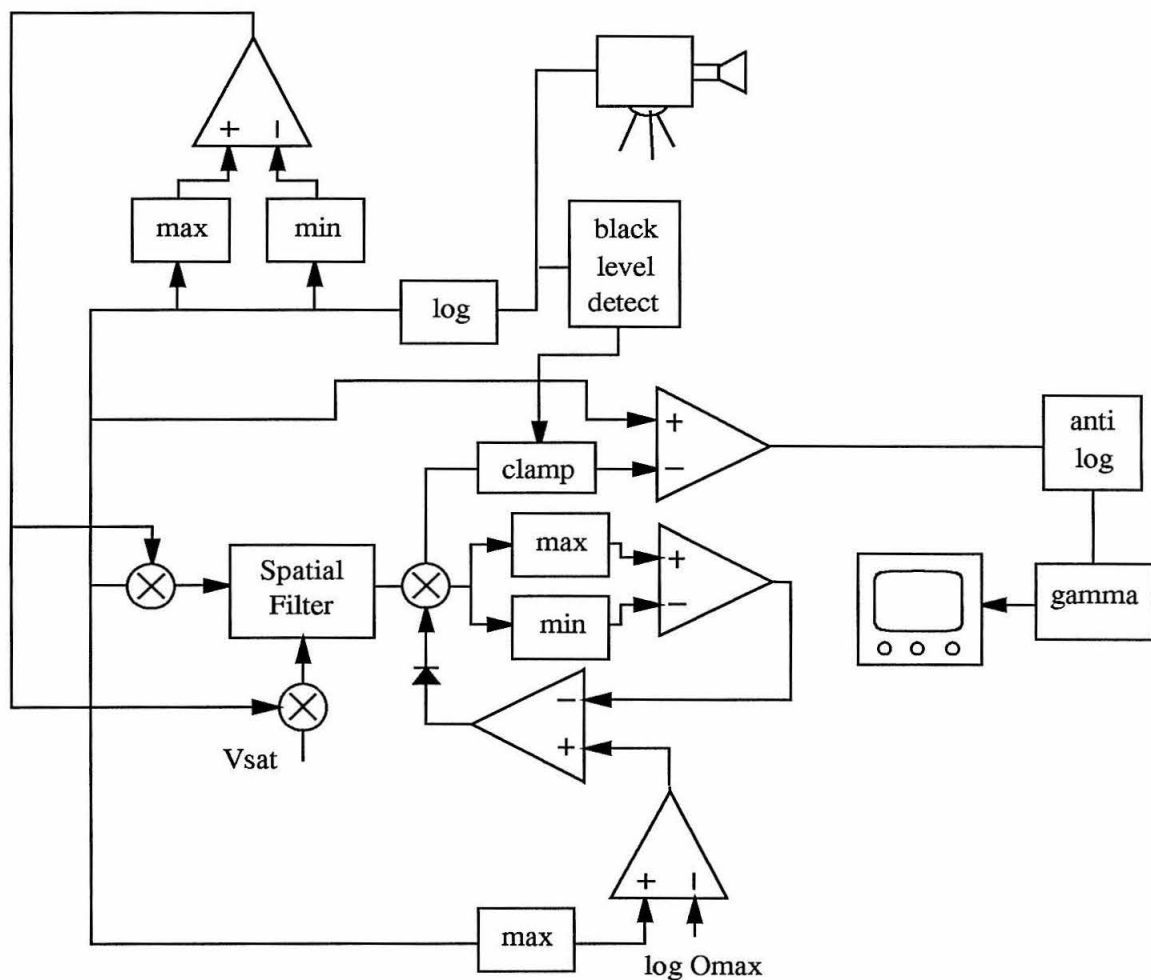 + −
max
min
black
level
detect
log
+
−
clamp
anti
log
max
+
−
min
Spatial
Filter
gamma
−
+
Vsat
+ −
max
log Omax